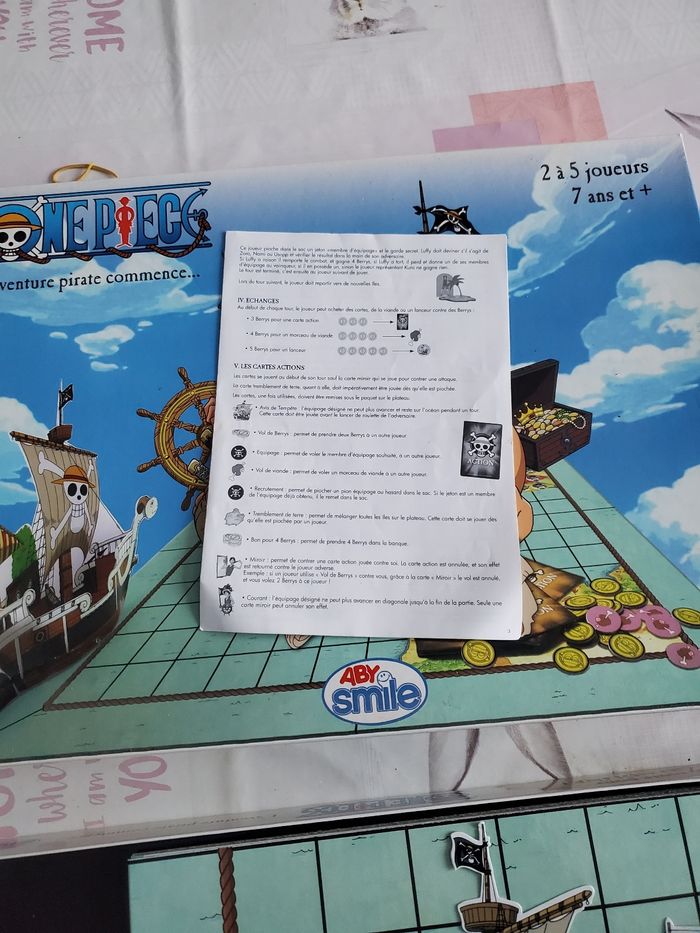 OME
wherever
am with
2 à 5 joueurs
7 ans et +
ONE PIECE
venture pirate commence...
Ce joueur pioche dans le sac un jeton «membre d'équipage» et le garde secret. Luffy doit deviner s'il s'agit de
Zoro, Nami ou Usopp et vérifier le résultat dans la main de son adversaire.
Si Luffy a raison il remporte le combat, et gagne 4 Berrys, si Luffy a tort, il perd et donne un de ses membres
d'équipage au vainqueur, si il en possède un, sinon le joueur représentant Kuro ne gagne rien.
Le tour est terminé, c'est ensuite au joueur suivant de jouer.
Lors du tour suivant, le joueur doit repartir vers de nouvelles îles.
IV. ECHANGES
Au début de chaque tour, le joueur peut acheter des cartes, de la viande ou un lanceur contre des Berrys :
• 3 Berrys pour une carte action
• 4 Berrys pour un morceau de viande
• 5 Berrys pour un lanceur
V. LES CARTES ACTIONS
Les cartes se jouent au début de son tour sauf la carte miroir qui se joue pour contrer une attaque.
La carte tremblement de terre, quant à elle, doit impérativement être jouée dès qu'elle est piochée.
Les cartes, une fois utilisées, doivent être remises sous le paquet sur le plateau.
• Avis de Tempête : l'équipage désigné ne peut plus avancer et reste sur l'océan pendant un tour.
Cette carte doit être jouée avant le lancer de roulette de l'adversaire.
• Vol de Berrys : permet de prendre deux Berrys à un autre joueur
• Equipage : permet de voler le membre d'équipage souhaité, à un autre joueur.
• Vol de viande : permet de voler un morceau de viande à un autre joueur.
ACTION
• Recrutement : permet de piocher un pion équipage au hasard dans le sac. Si le jeton est un membre
de l'équipage déjà obtenu, il le remet dans le sac.
• Tremblement de terre : permet de mélanger toutes les îles sur le plateau. Cette carte doit se jouer dès
qu'elle est piochée par un joueur.
• Bon pour 4 Berrys : permet de prendre 4 Berrys dans la banque.
• Miroir : permet de contrer une carte action jouée contre soi. La carte action est annulée, et son effet
est retourné contre le joueur adverse.
Exemple : si un joueur utilise « Vol de Berrys » contre vous, grâce à la carte « Miroir » le vol est annulé,
et vous volez 2 Berrys à ce joueur !
• Courant : l'équipage désigné ne peut plus avancer en diagonale jusqu'à la fin de la partie. Seule une
carte miroir peut annuler son effet.
3
ABY
smile
YO
I am